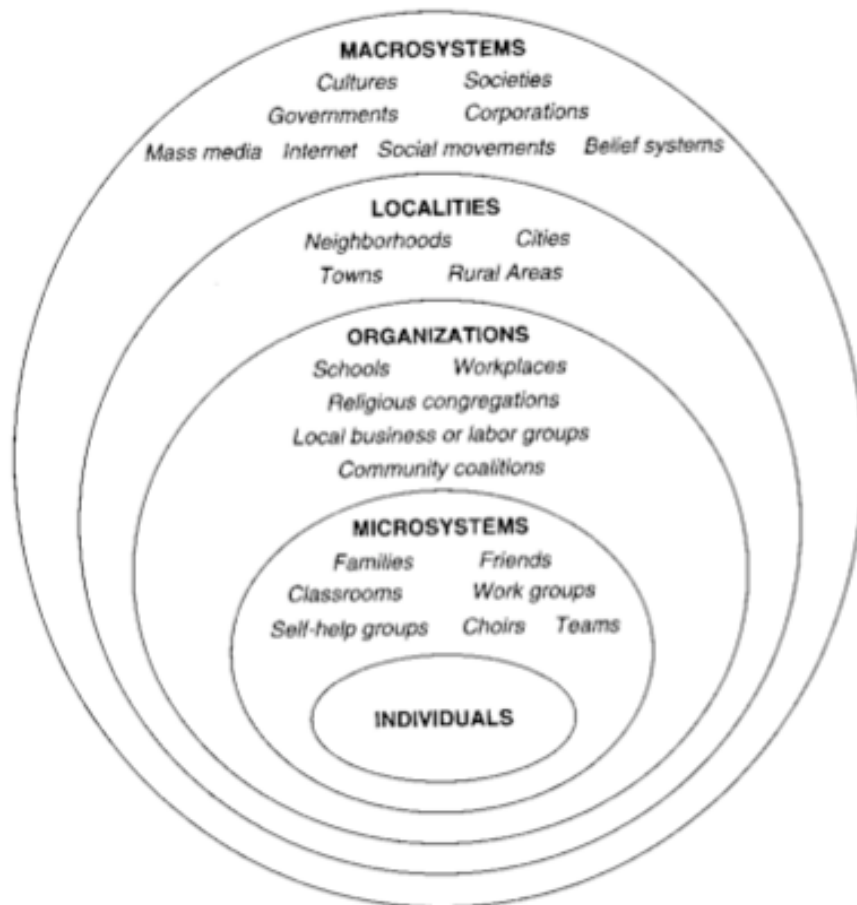 MACROSYSTEMS
Cultures Societies
Governments Corporations
Mass media Internet Social movements Belief systems
LOCALITIES
Neighborhoods Cities
Towns Rural Areas
ORGANIZATIONS
Schools Workplaces
Religious congregations
Local business or labor groups
Community coalitions
MICROSYSTEMS
Families Friends
Classrooms Work groups
Self-help groups Choirs Teams
INDIVIDUALS